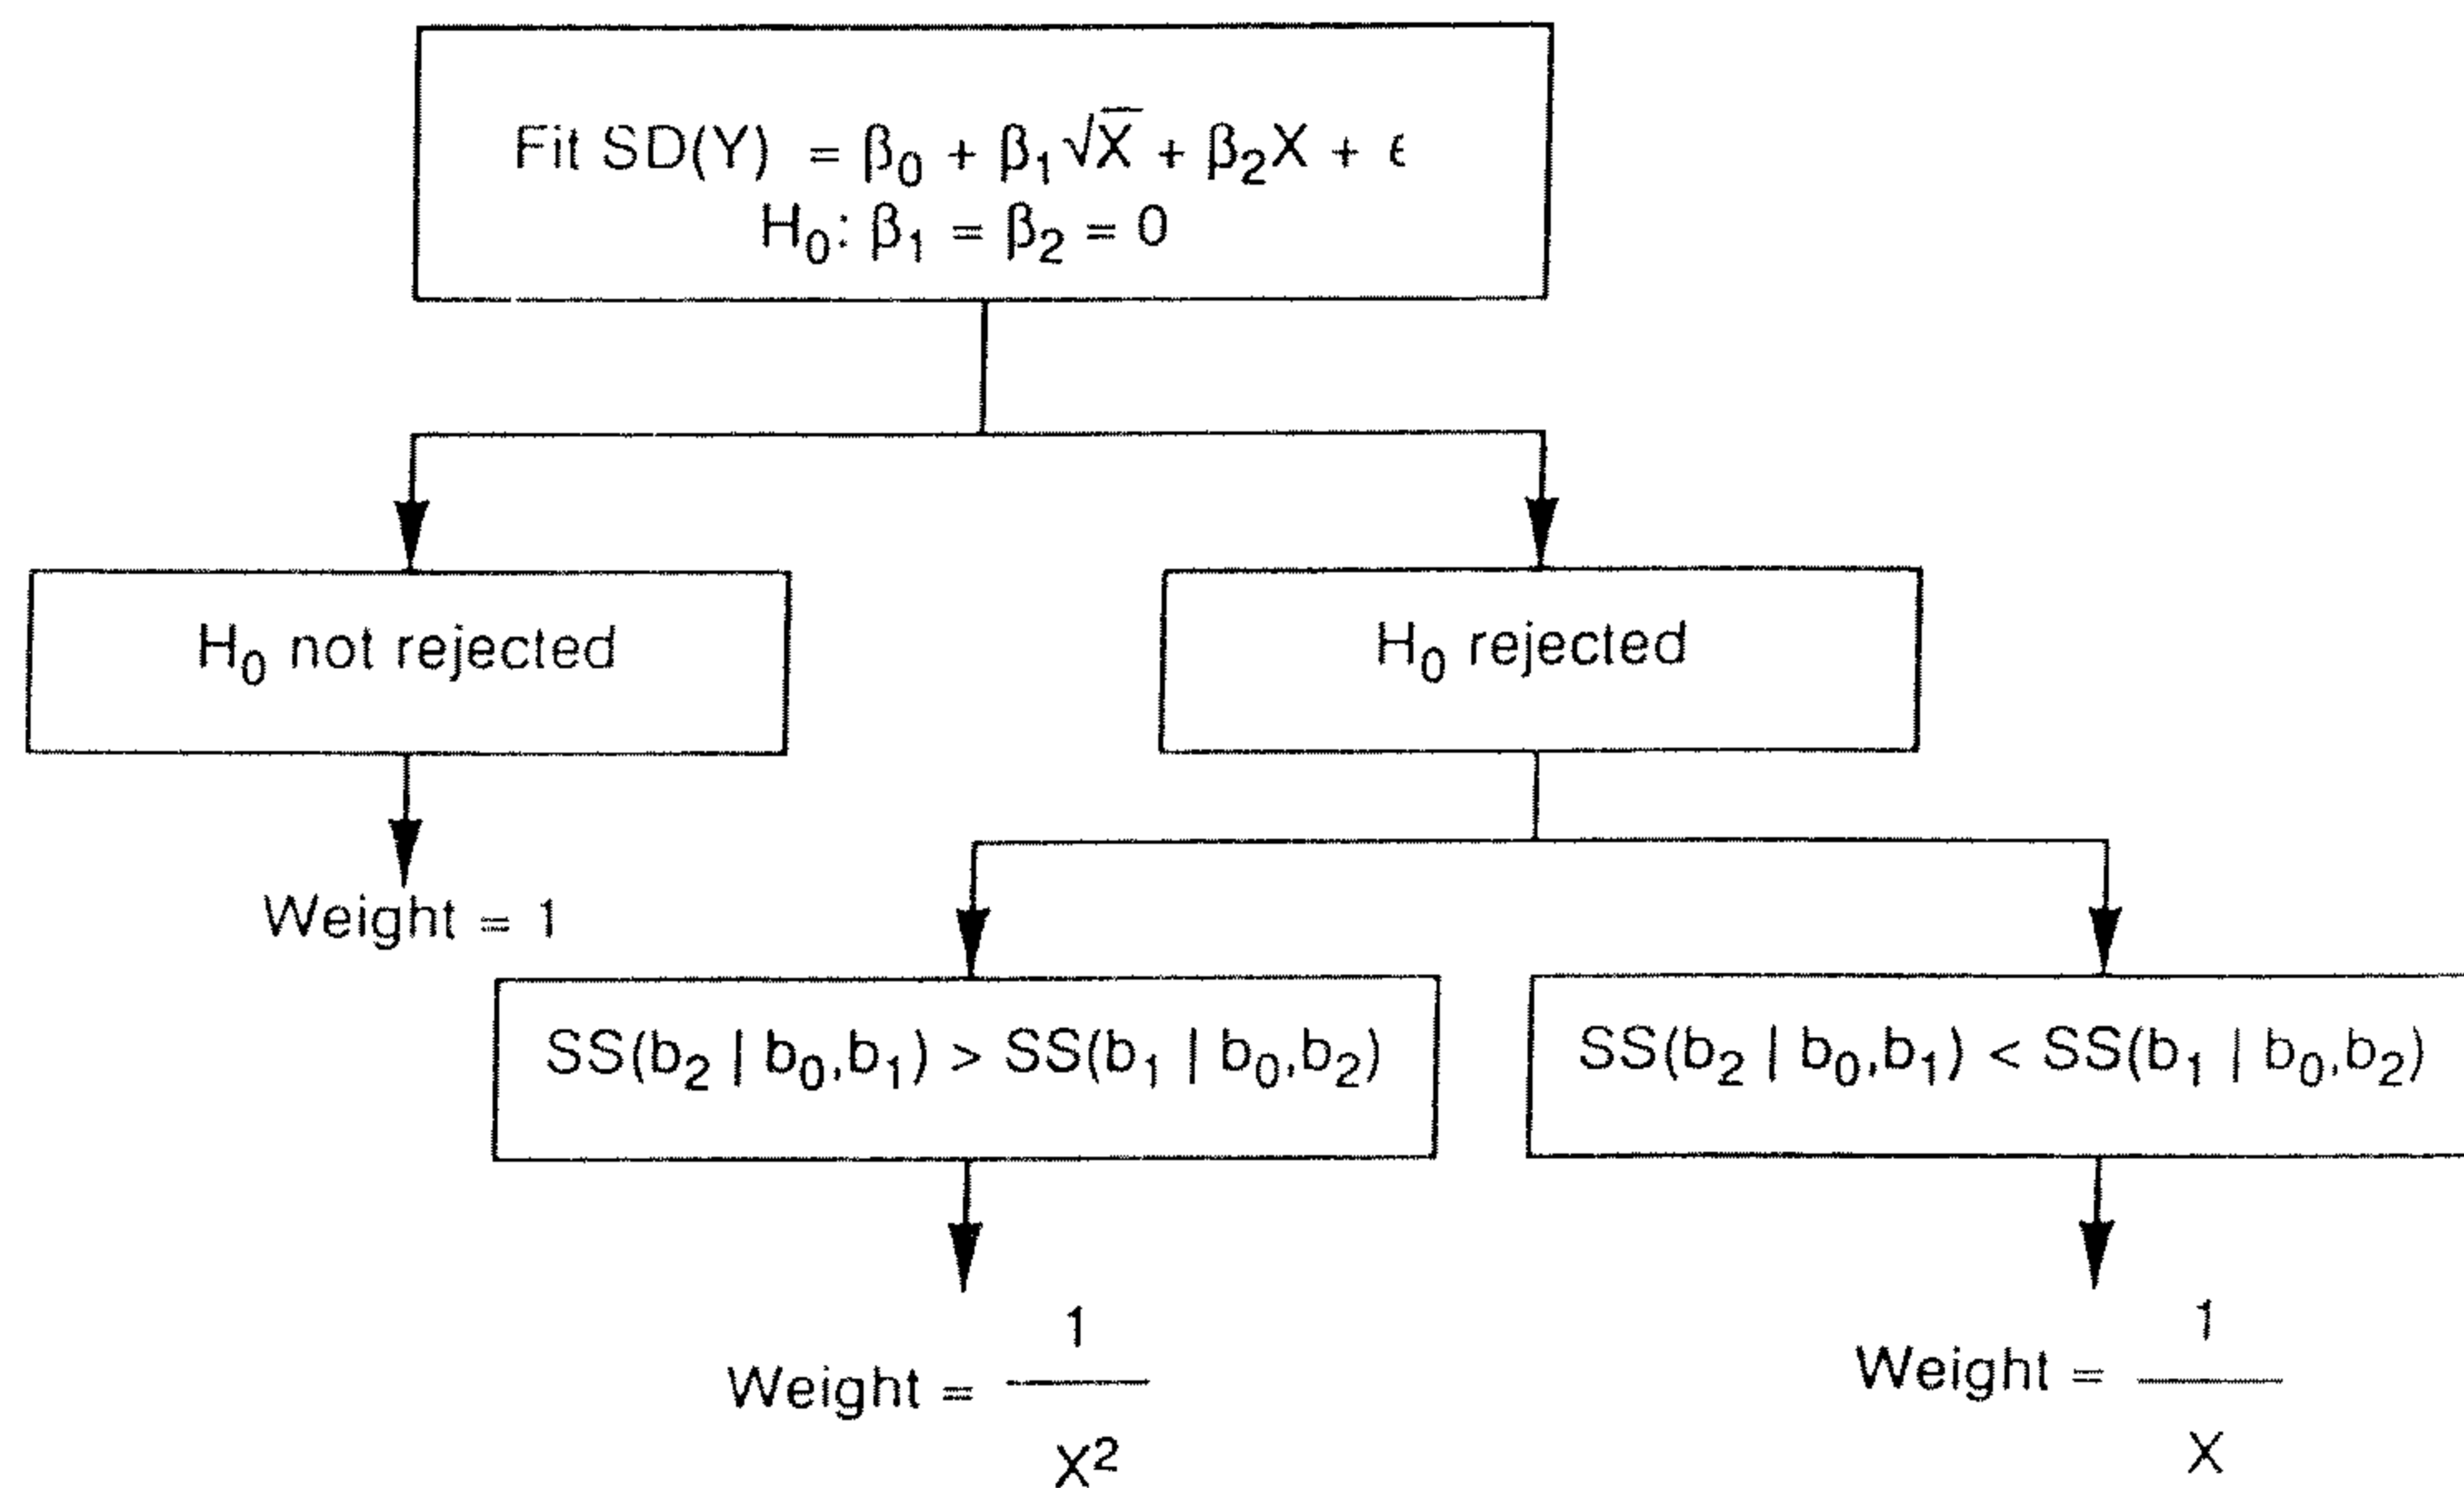 Fit SD(Y) = β₀ + β₁√X + β₂X + ϵ
H₀: β₁ = β₂ = 0
H₀ not rejected
H₀ rejected
Weight = 1
SS(b₂ | b₀,b₁) > SS(b₁ | b₀,b₂)
SS(b₂ | b₀,b₁) < SS(b₁ | b₀,b₂)
Weight = 1/X²
Weight = 1/X